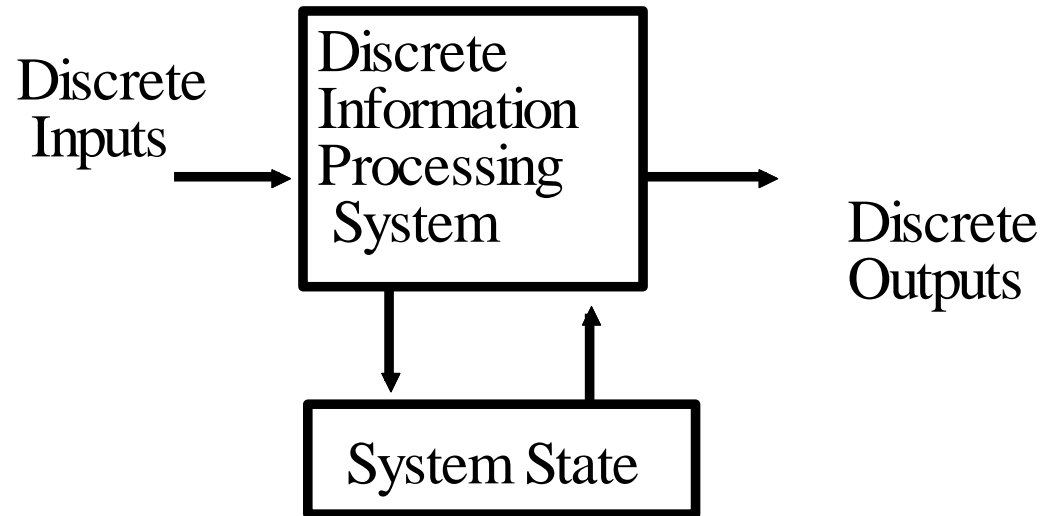 Discrete
Inputs
Discrete
Information
Processing
System
Discrete
Outputs
System State